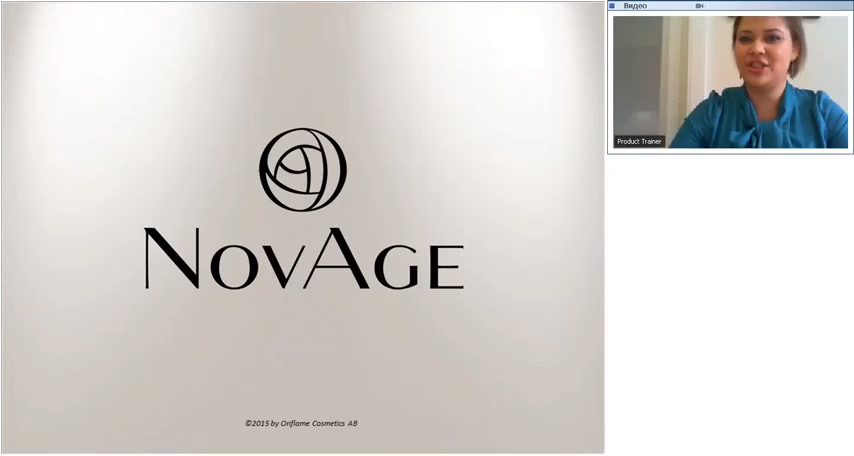 NovAge
©2015 by Oriflame Cosmetics AB
Видео
Product Trainer